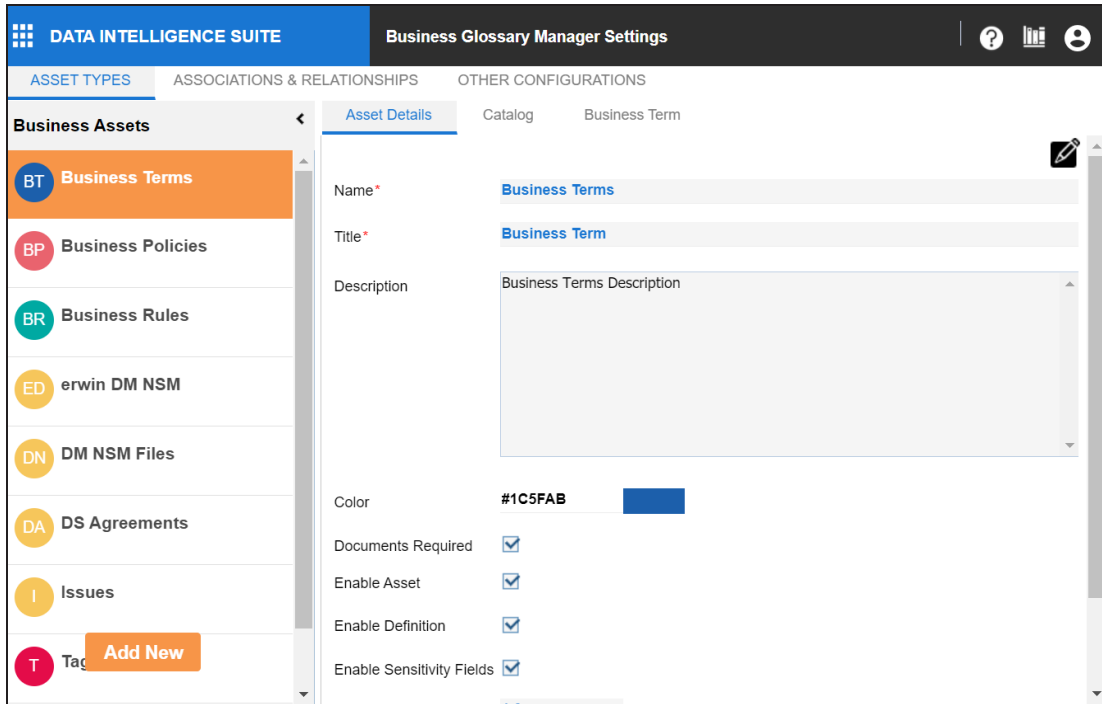 DATA INTELLIGENCE SUITE
Business Glossary Manager Settings
?
ASSET TYPES
ASSOCIATIONS & RELATIONSHIPS
OTHER CONFIGURATIONS
Business Assets
BT
Business Terms
BP
Business Policies
BR
Business Rules
ED
erwin DM NSM
DN
DM NSM Files
DA
DS Agreements
I
Issues
T
Add New
Asset Details
Catalog
Business Term
Name*
Business Terms
Title*
Business Term
Description
Business Terms Description
Color
#1C5FAB
Documents Required
Enable Asset
Enable Definition
Enable Sensitivity Fields